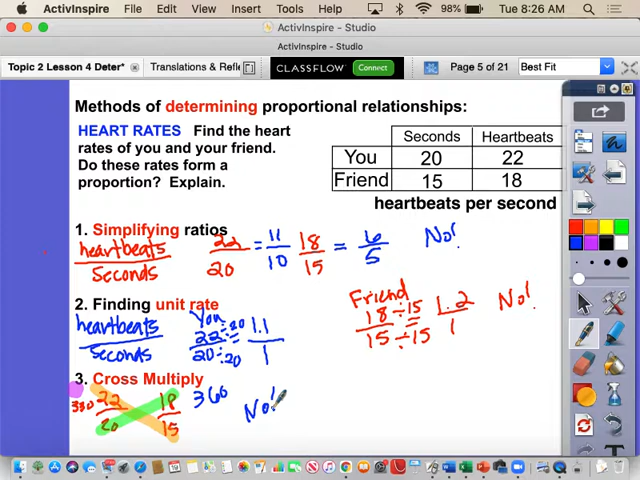 ActivInspire File Edit View Insert Tools Help 98% Tue 8:26 AM
ActivInspire - Studio
ActivInspire - Studio
Topic 2 Lesson 4 Deter* Translations & Refle CLASSFLOW Connect Page 5 of 21 Best Fit
Methods of determining proportional relationships:
HEART RATES Find the heart
rates of you and your friend.
Do these rates form a
proportion? Explain.
Seconds Heartbeats
You 20 22
Friend 15 18
heartbeats per second
1. Simplifying ratios
heartbeats 22 = 11 18 = 6 No!
Seconds 20 10 15 5
2. Finding unit rate
heartbeats You 22 ÷20 = 1.1
Seconds 20 ÷20 1
Friend
18 ÷15 = 1.2 No!
15 ÷15 1
3. Cross Multiply
330 22 18 360 No!
20 15